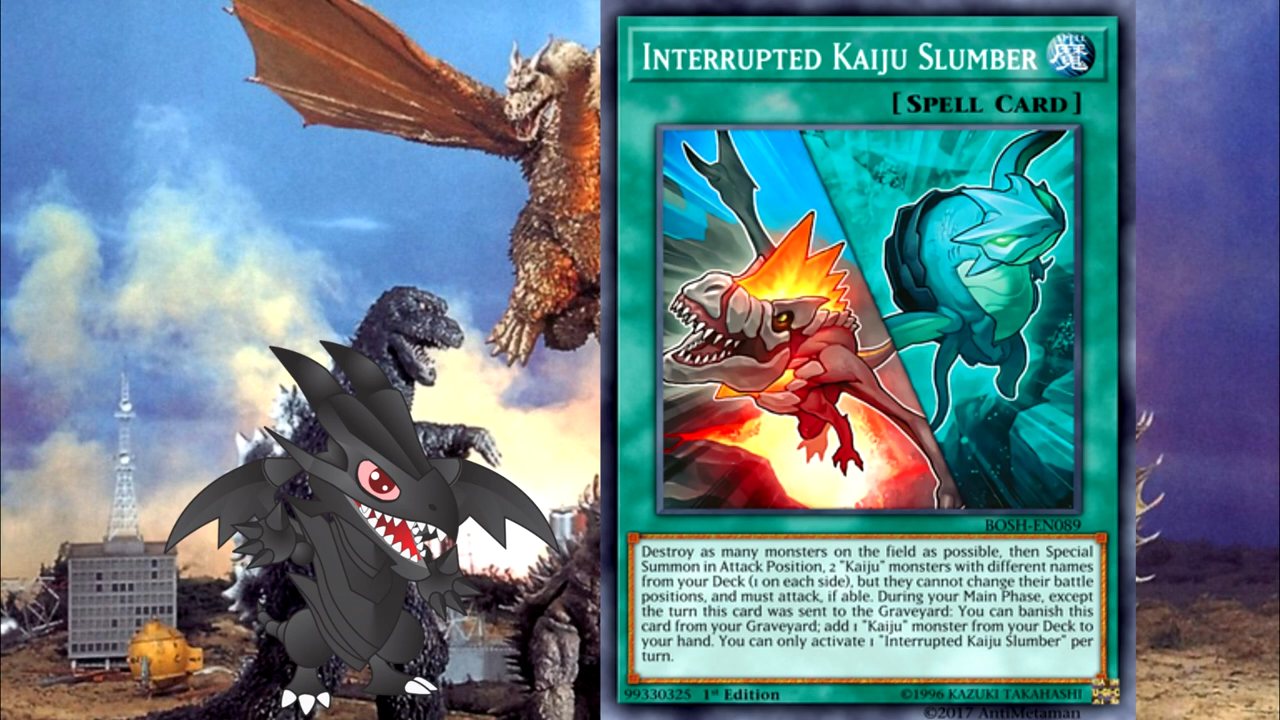 INTERRUPTED KAIJU SLUMBER
SPELL
魔
[SPELL CARD]
BOSH-EN089
Destroy as many monsters on the field as possible, then Special
Summon in Attack Position, 2 "Kaiju" monsters with different names
from your Deck (1 on each side), but they cannot change their battle
positions, and must attack, if able. During your Main Phase, except
the turn this card was sent to the Graveyard: You can banish this
card from your Graveyard; add 1 "Kaiju" monster from your Deck to
your hand. You can only activate 1 "Interrupted Kaiju Slumber" per
turn.
99330325 1st Edition ©1996 KAZUKI TAKAHASHI
©2017 AntiMetaman